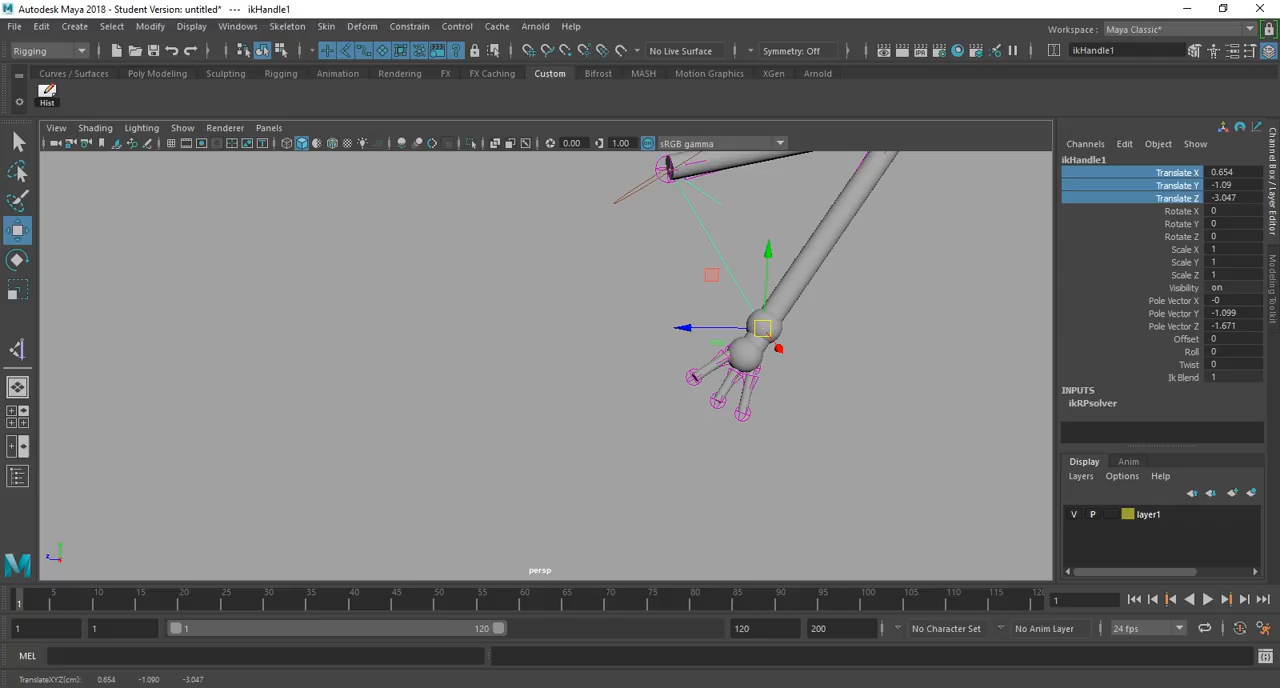 Autodesk Maya 2018 - Student Version: untitled*   ---   ikHandle1
File Edit Create Select Modify Display Windows Skeleton Skin Deform Constrain Control Cache Arnold Help
Workspace: Maya Classic*
Rigging No Live Surface Symmetry: Off ikHandle1
Curves / Surfaces Poly Modeling Sculpting Rigging Animation Rendering FX FX Caching Custom Bifrost MASH Motion Graphics XGen Arnold
Hist
View Shading Lighting Show Renderer Panels
0.00 1.00 sRGB gamma
Channels Edit Object Show
ikHandle1
Translate X 0.654
Translate Y -1.09
Translate Z -3.047
Rotate X 0
Rotate Y 0
Rotate Z 0
Scale X 1
Scale Y 1
Scale Z 1
Visibility on
Pole Vector X -0
Pole Vector Y -1.099
Pole Vector Z -1.671
Offset 0
Roll 0
Twist 0
Ik Blend 1
INPUTS
ikRPsolver
Channel Box / Layer Editor
Modeling Toolkit
Display Anim
Layers Options Help
V P layer1
z
persp
5 10 15 20 25 30 35 40 45 50 55 60 65 70 75 80 85 90 95 100 105 110 115 120
1 1
1 1 1 120 120 200 No Character Set No Anim Layer 24 fps
MEL
TranslateXYZ(cm): 0.654 -1.090 -3.047